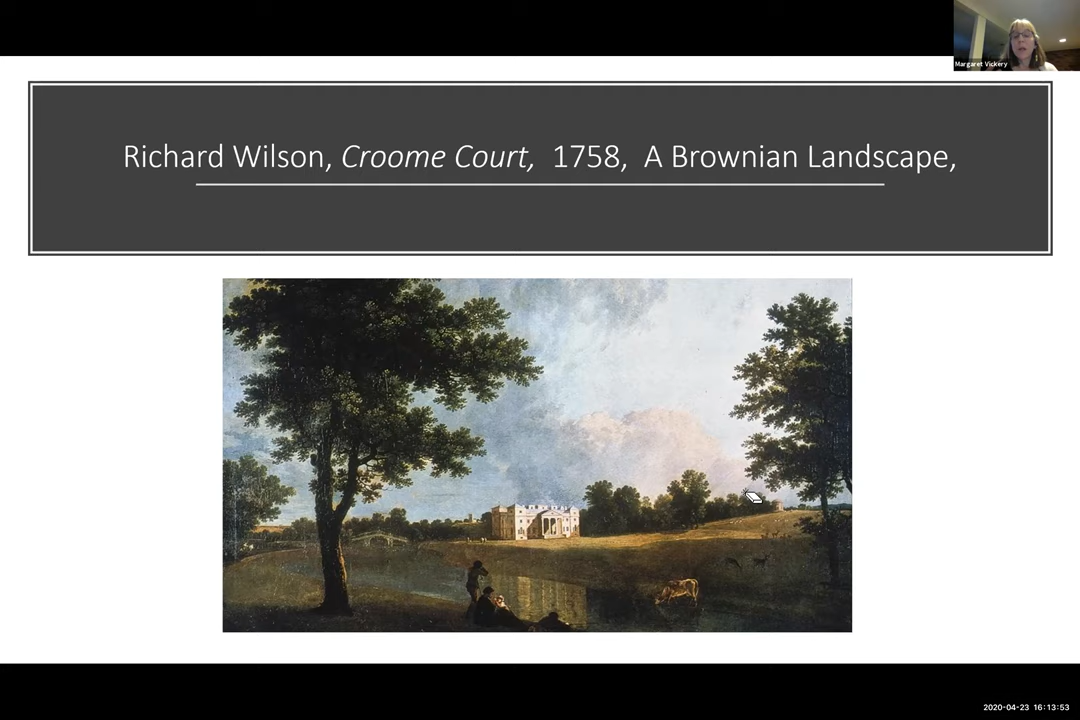 Margaret Vickery
Richard Wilson, Croome Court, 1758, A Brownian Landscape,
2020-04-23 16:13:53